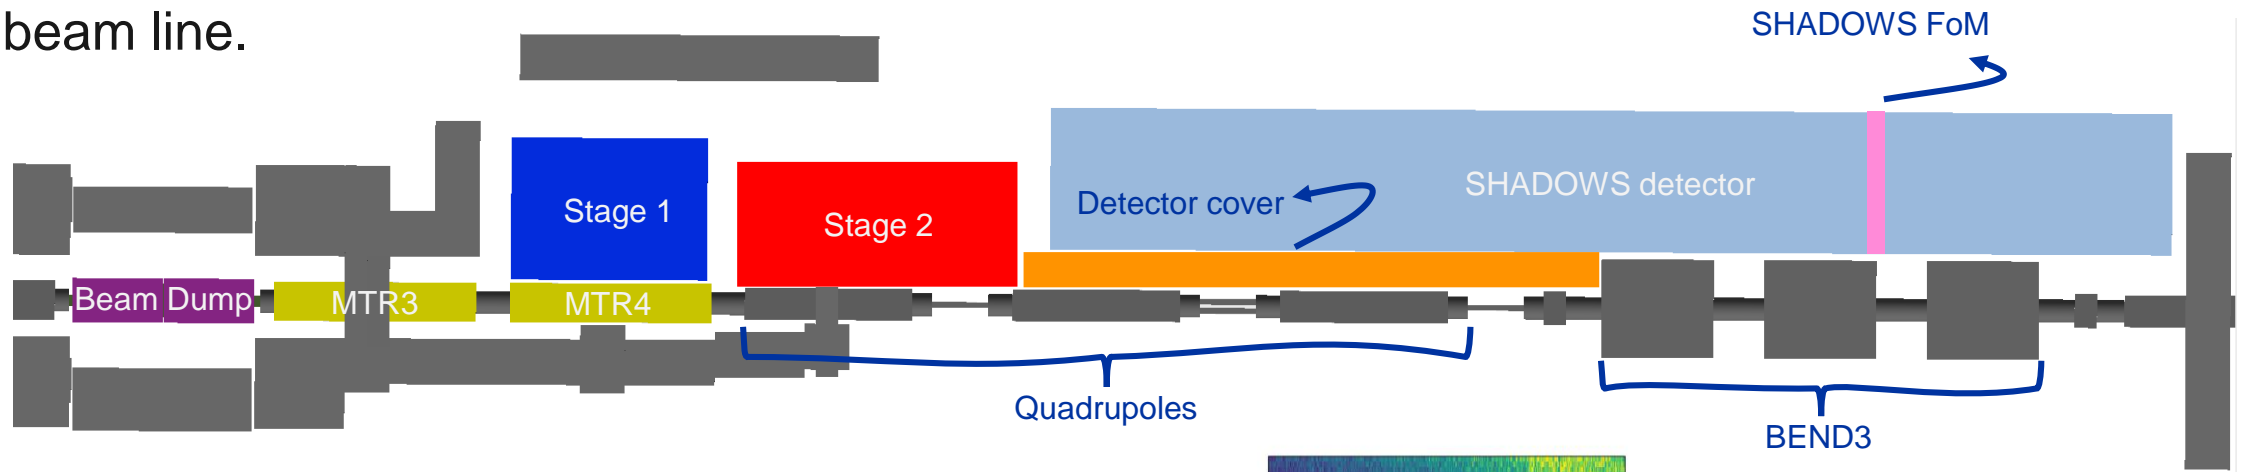 beam line.
SHADOWS FoM
SHADOWS detector
Detector cover
Stage 1
Stage 2
Beam Dump
MTR3
MTR4
Quadrupoles
BEND3